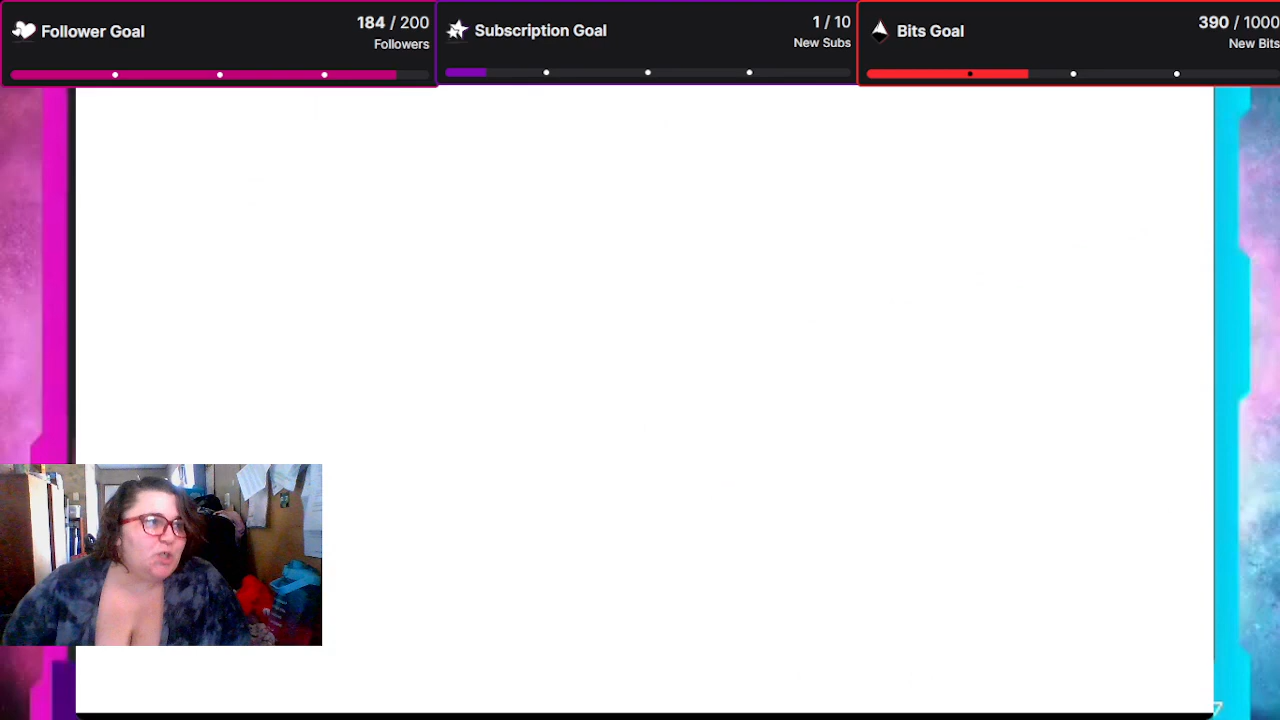 Follower Goal
184 / 200
Followers
Subscription Goal
1 / 10
New Subs
Bits Goal
390 / 1000
New Bits